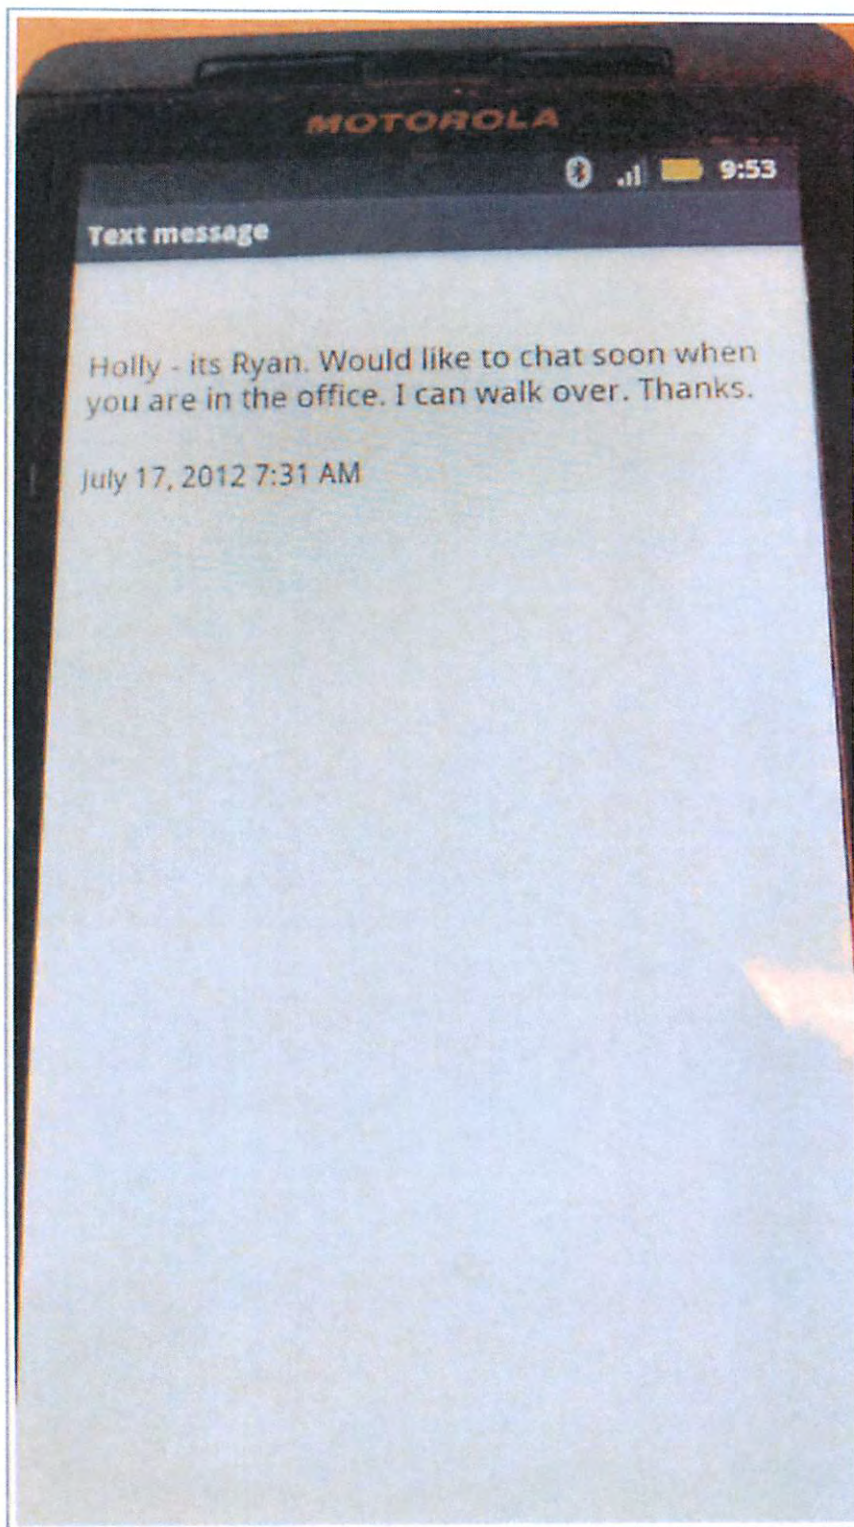 MOTOROLA
9:53
Text message
Holly - its Ryan. Would like to chat soon when
you are in the office. I can walk over. Thanks.
July 17, 2012 7:31 AM